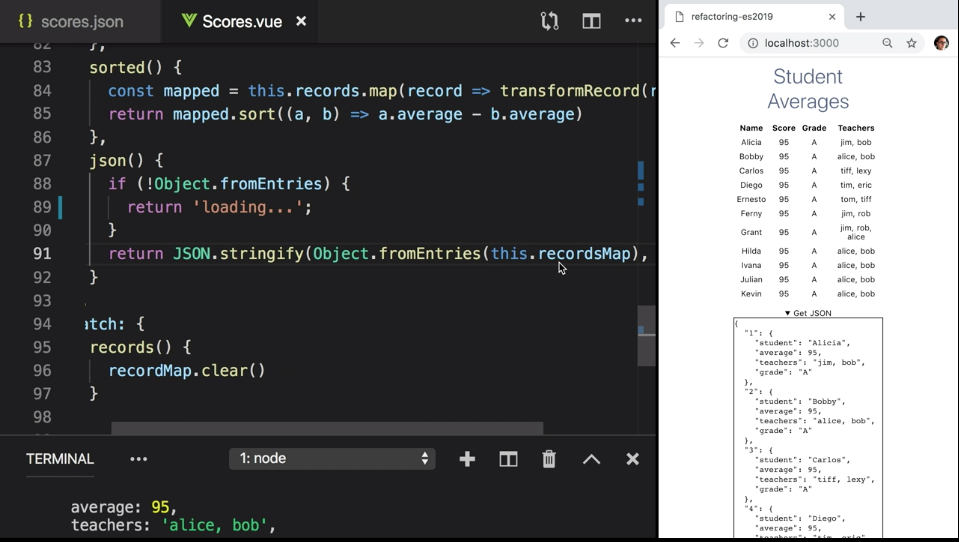 {} scores.json
Scores.vue ×
82 },
83 sorted() {
84 const mapped = this.records.map(record => transformRecord(r
85 return mapped.sort((a, b) => a.average - b.average)
86 },
87 json() {
88 if (!Object.fromEntries) {
89 return 'loading...';
90 }
91 return JSON.stringify(Object.fromEntries(this.recordsMap),
92 }
93
94 atch: {
95 records() {
96 recordMap.clear()
97 }
98
TERMINAL
1: node
average: 95,
teachers: 'alice, bob',
refactoring-es2019
localhost:3000
Student
Averages
Name Score Grade Teachers
Alicia 95 A jim, bob
Bobby 95 A alice, bob
Carlos 95 A tiff, lexy
Diego 95 A tim, eric
Ernesto 95 A tom, tiff
Ferny 95 A jim, rob
Grant 95 A jim, rob,
alice
Hilda 95 A alice, bob
Ivana 95 A alice, bob
Julian 95 A alice, bob
Kevin 95 A alice, bob
▼ Get JSON
{
"1": {
"student": "Alicia",
"average": 95,
"teachers": "jim, bob",
"grade": "A"
},
"2": {
"student": "Bobby",
"average": 95,
"teachers": "alice, bob",
"grade": "A"
},
"3": {
"student": "Carlos",
"average": 95,
"teachers": "tiff, lexy",
"grade": "A"
},
"4": {
"student": "Diego",
"average": 95,
"teachers": "tim, eric",